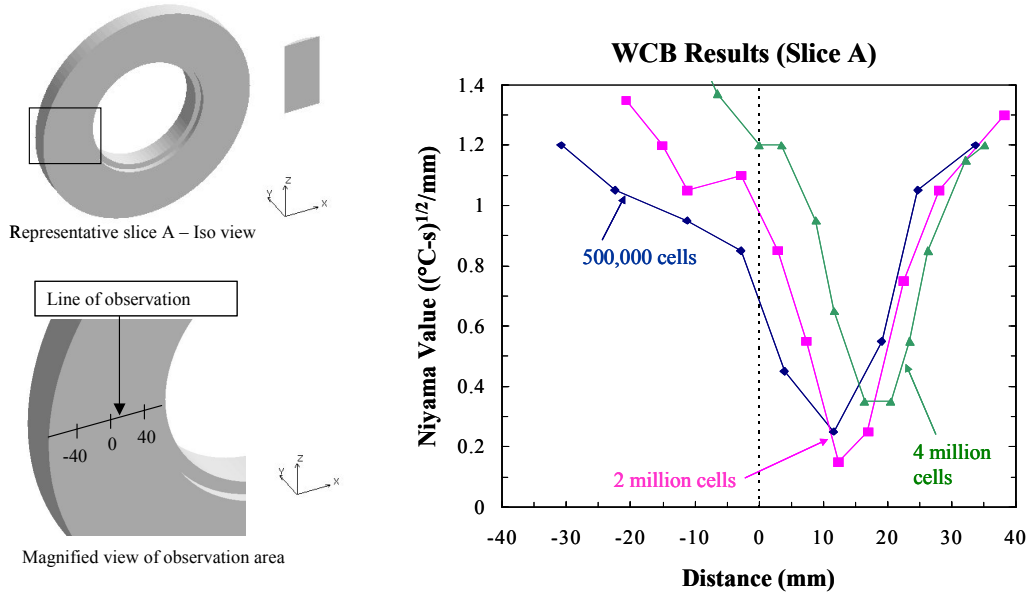 Z
Y
X
Representative slice A – Iso view
Line of observation
-40
0
40
Z
Y
X
Magnified view of observation area
WCB Results (Slice A)
Niyama Value ((°C-s)1/2/mm)
1.4
1.2
1
0.8
0.6
0.4
0.2
0
500,000 cells
2 million cells
4 million
cells
-40 -30 -20 -10 0 10 20 30 40
Distance (mm)